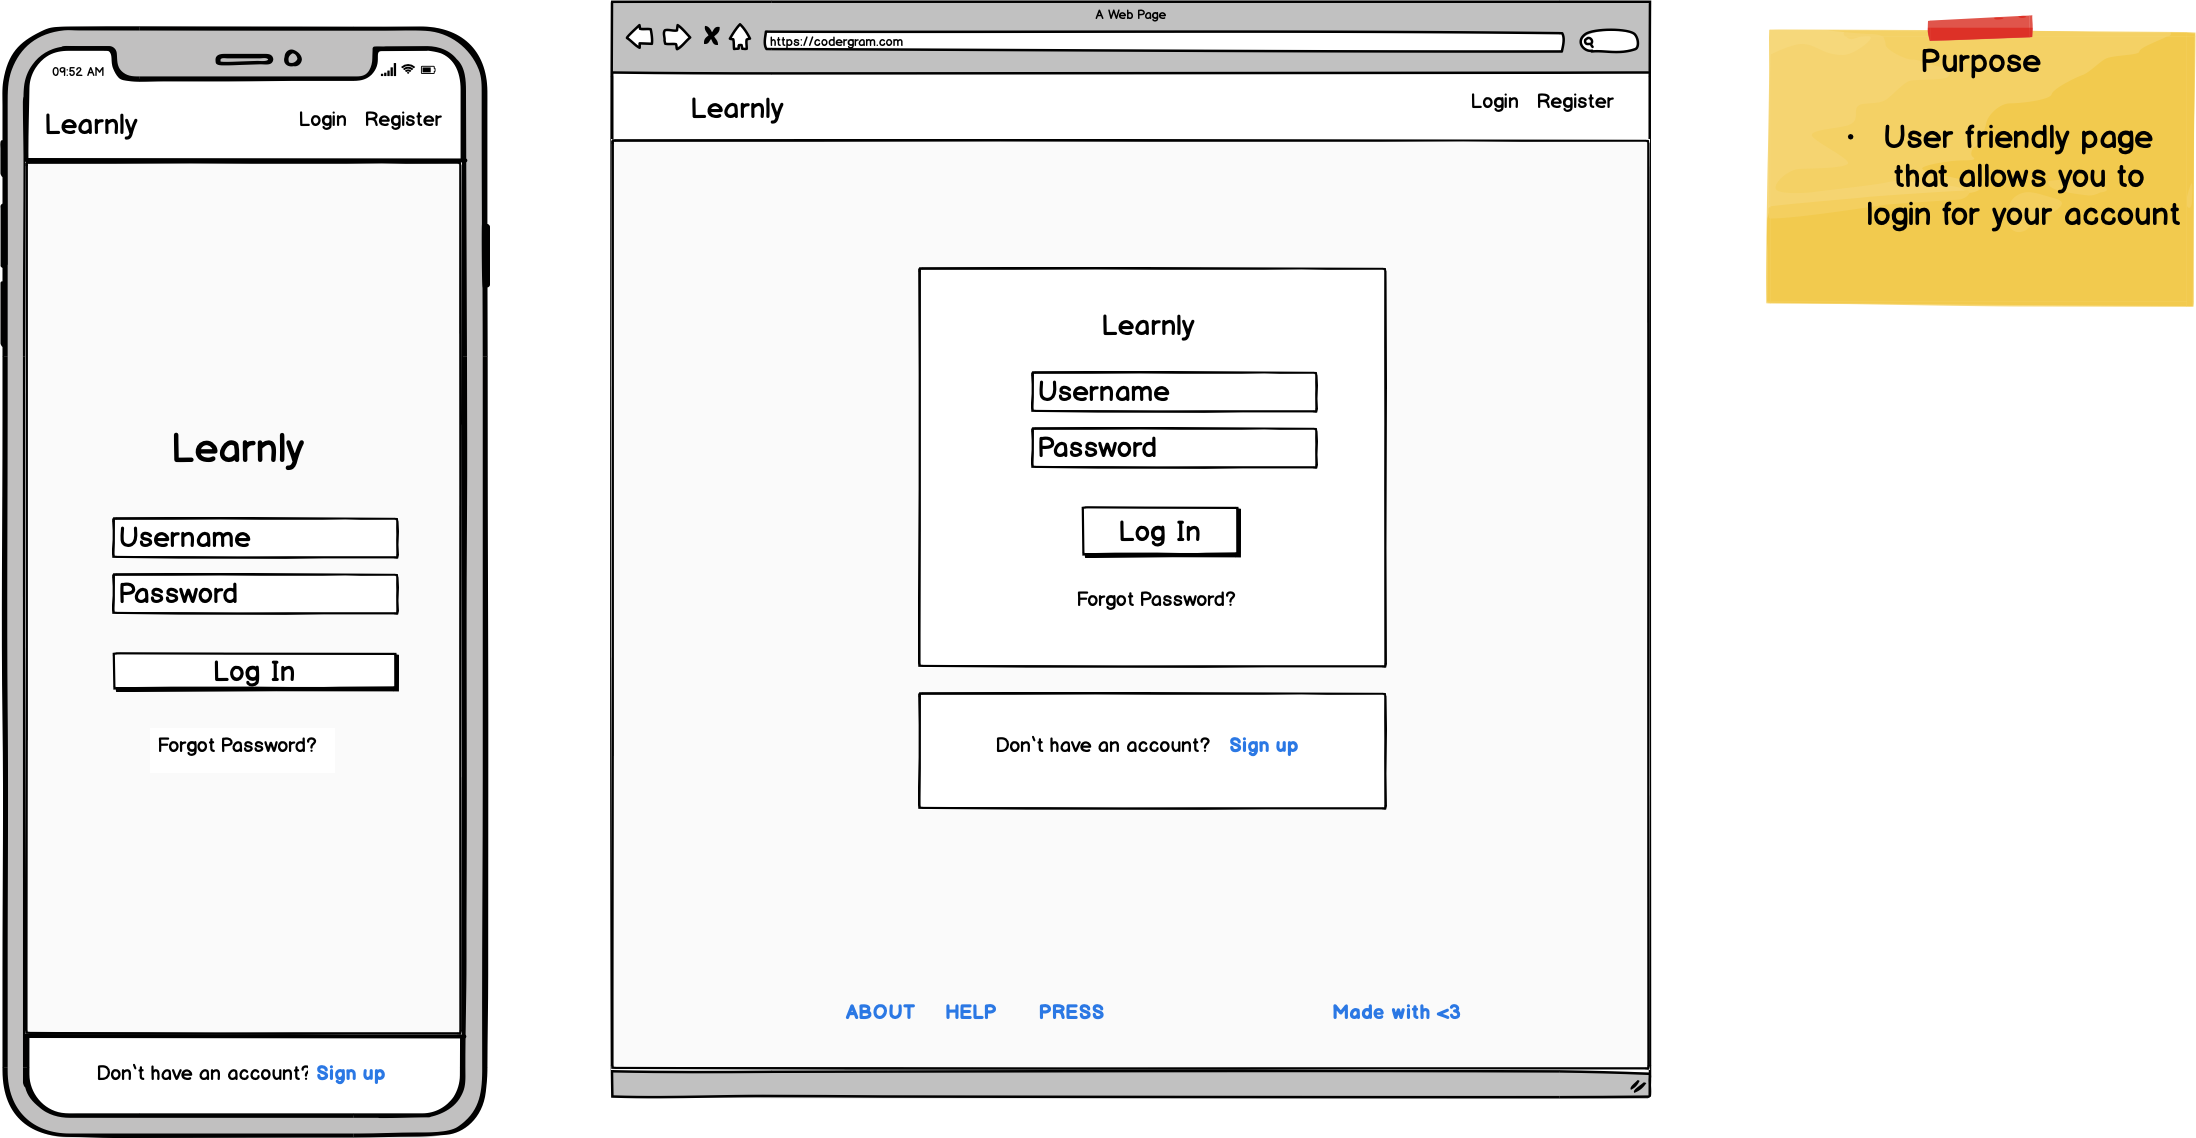 09:52 AM
Learnly Login Register
Learnly
Username
Password
Log In
Forgot Password?
Don't have an account? Sign up
A Web Page
https://codergram.com
Learnly Login Register
Learnly
Username
Password
Log In
Forgot Password?
Don't have an account? Sign up
ABOUT HELP PRESS Made with <3
Purpose
• User friendly page
that allows you to
login for your account